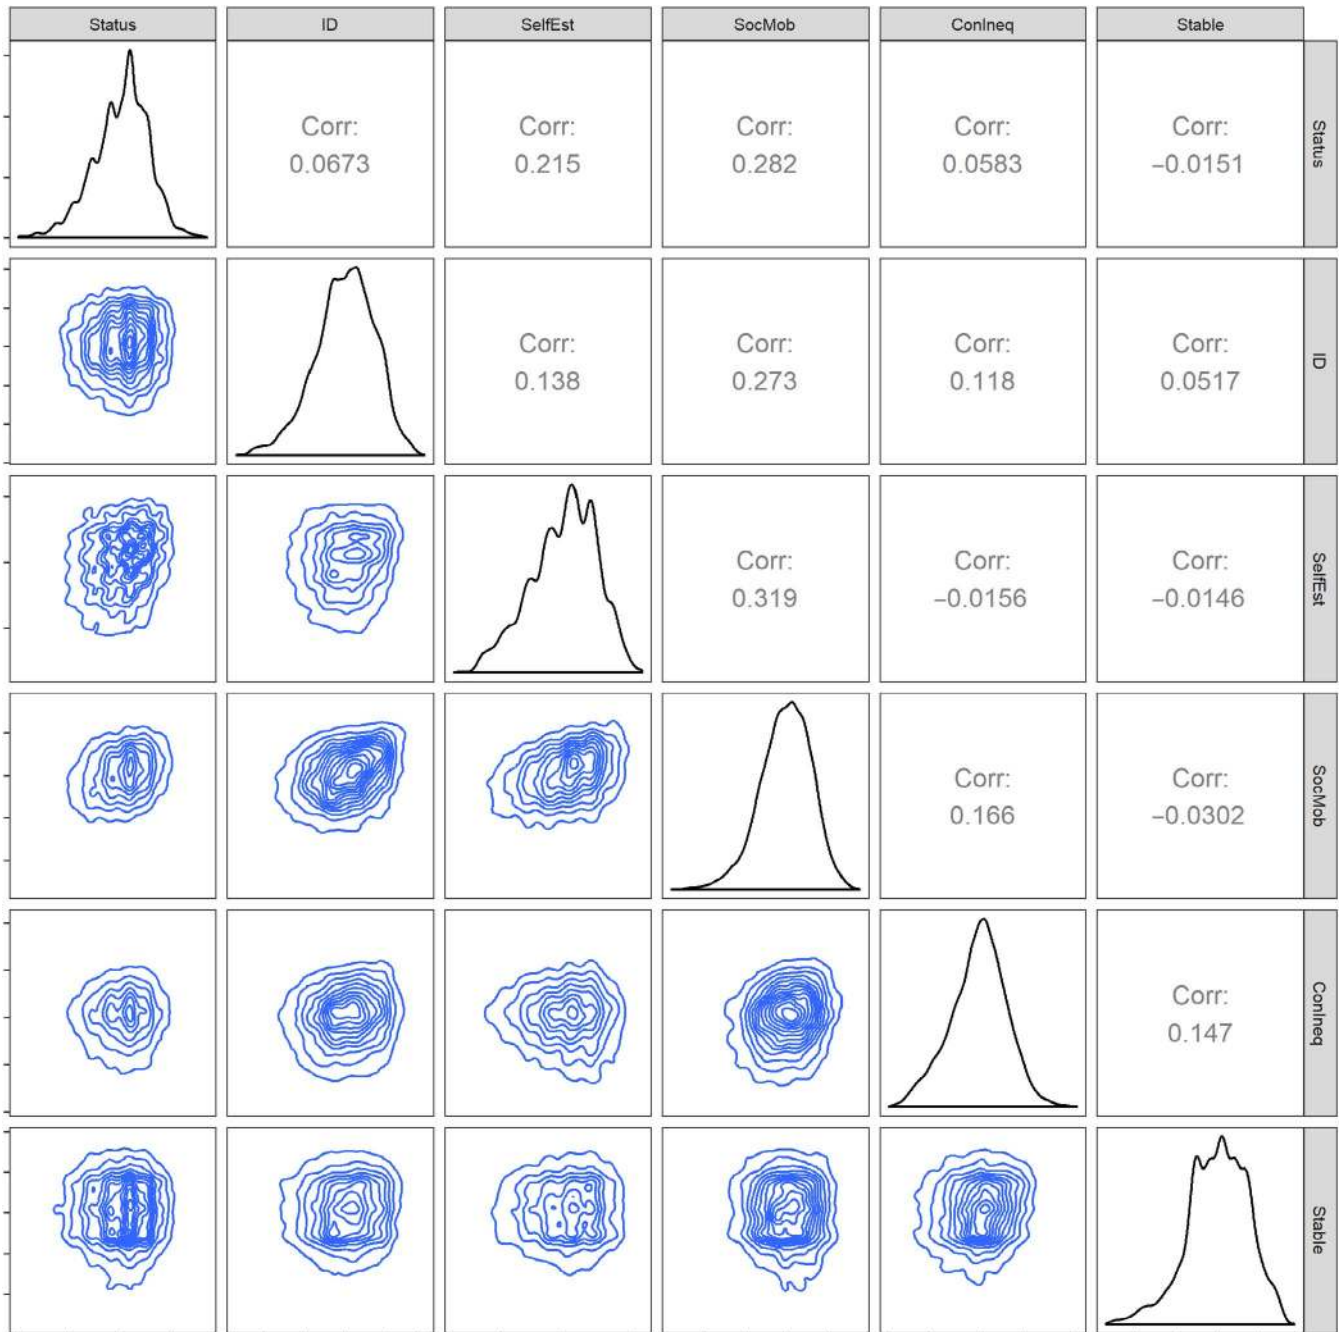 Status ID SelfEst SocMob ConIneq Stable
Corr: Corr: Corr: Corr: Corr:
0.0673 0.215 0.282 0.0583 −0.0151
Status
Corr: Corr: Corr: Corr:
0.138 0.273 0.118 0.0517
ID
Corr: Corr: Corr:
0.319 −0.0156 −0.0146
SelfEst
Corr: Corr:
0.166 −0.0302
SocMob
Corr:
0.147
ConIneq
Stable